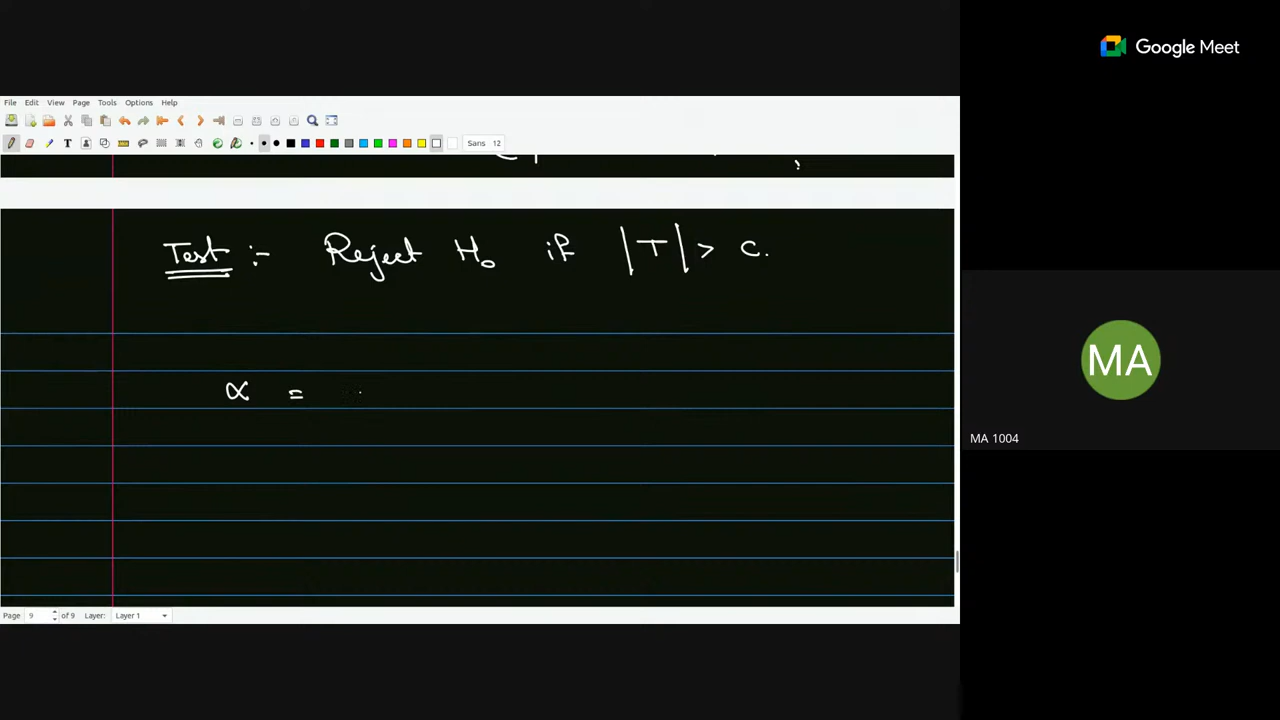 Google Meet
File Edit View Page Tools Options Help
Sans 12
Test :- Reject H₀ if |T| > c.
α =
MA
MA 1004
Page 9 of 9 Layer: Layer 1